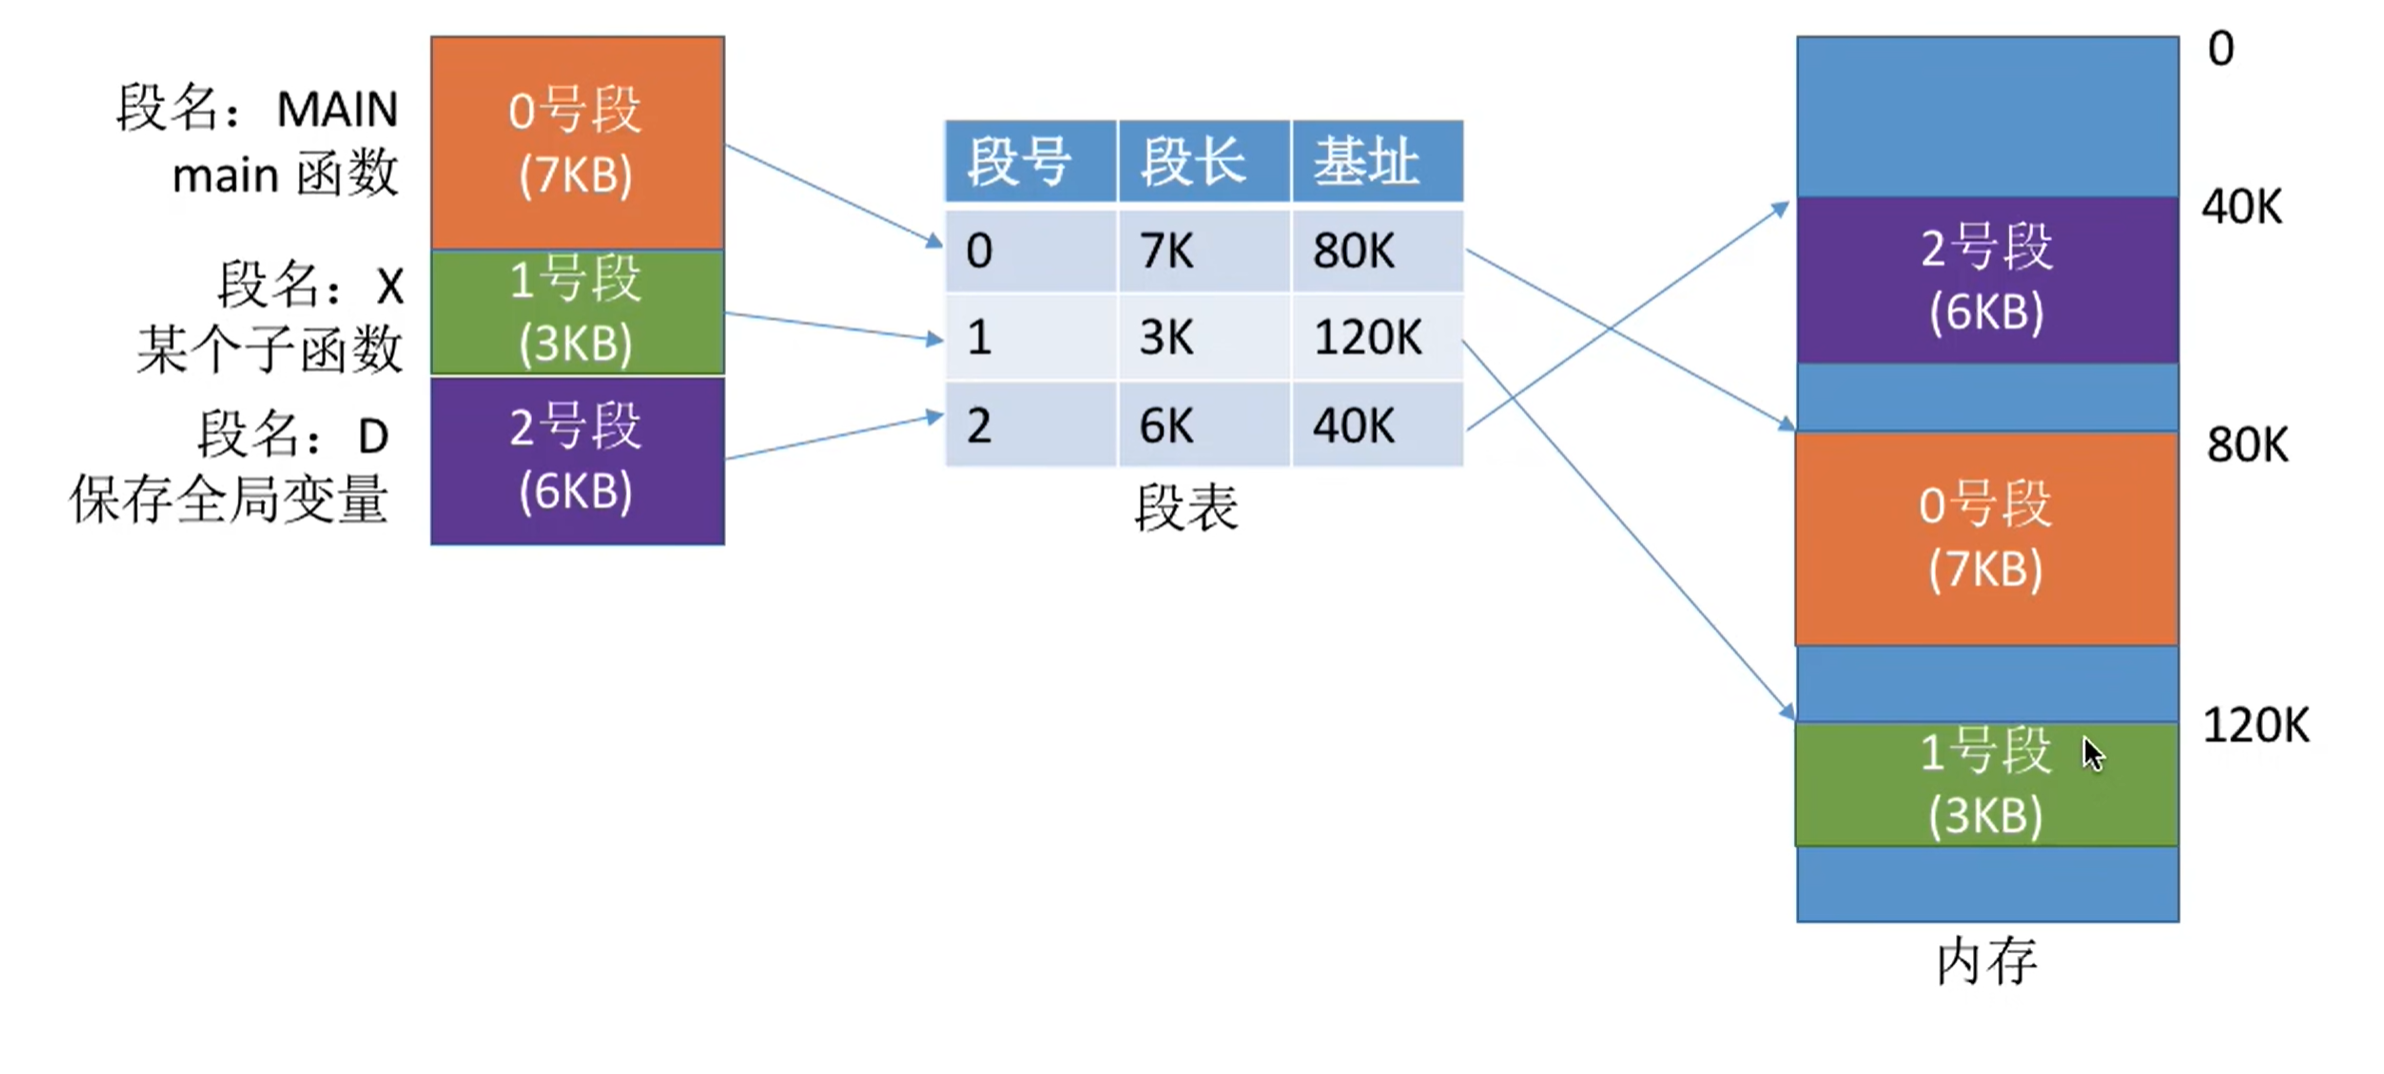 段名：MAIN
main 函数
段名：X
某个子函数
段名：D
保存全局变量
0号段
(7KB)
1号段
(3KB)
2号段
(6KB)
段号 段长 基址
0 7K 80K
1 3K 120K
2 6K 40K
段表
0
40K
2号段
(6KB)
80K
0号段
(7KB)
120K
1号段
(3KB)
内存